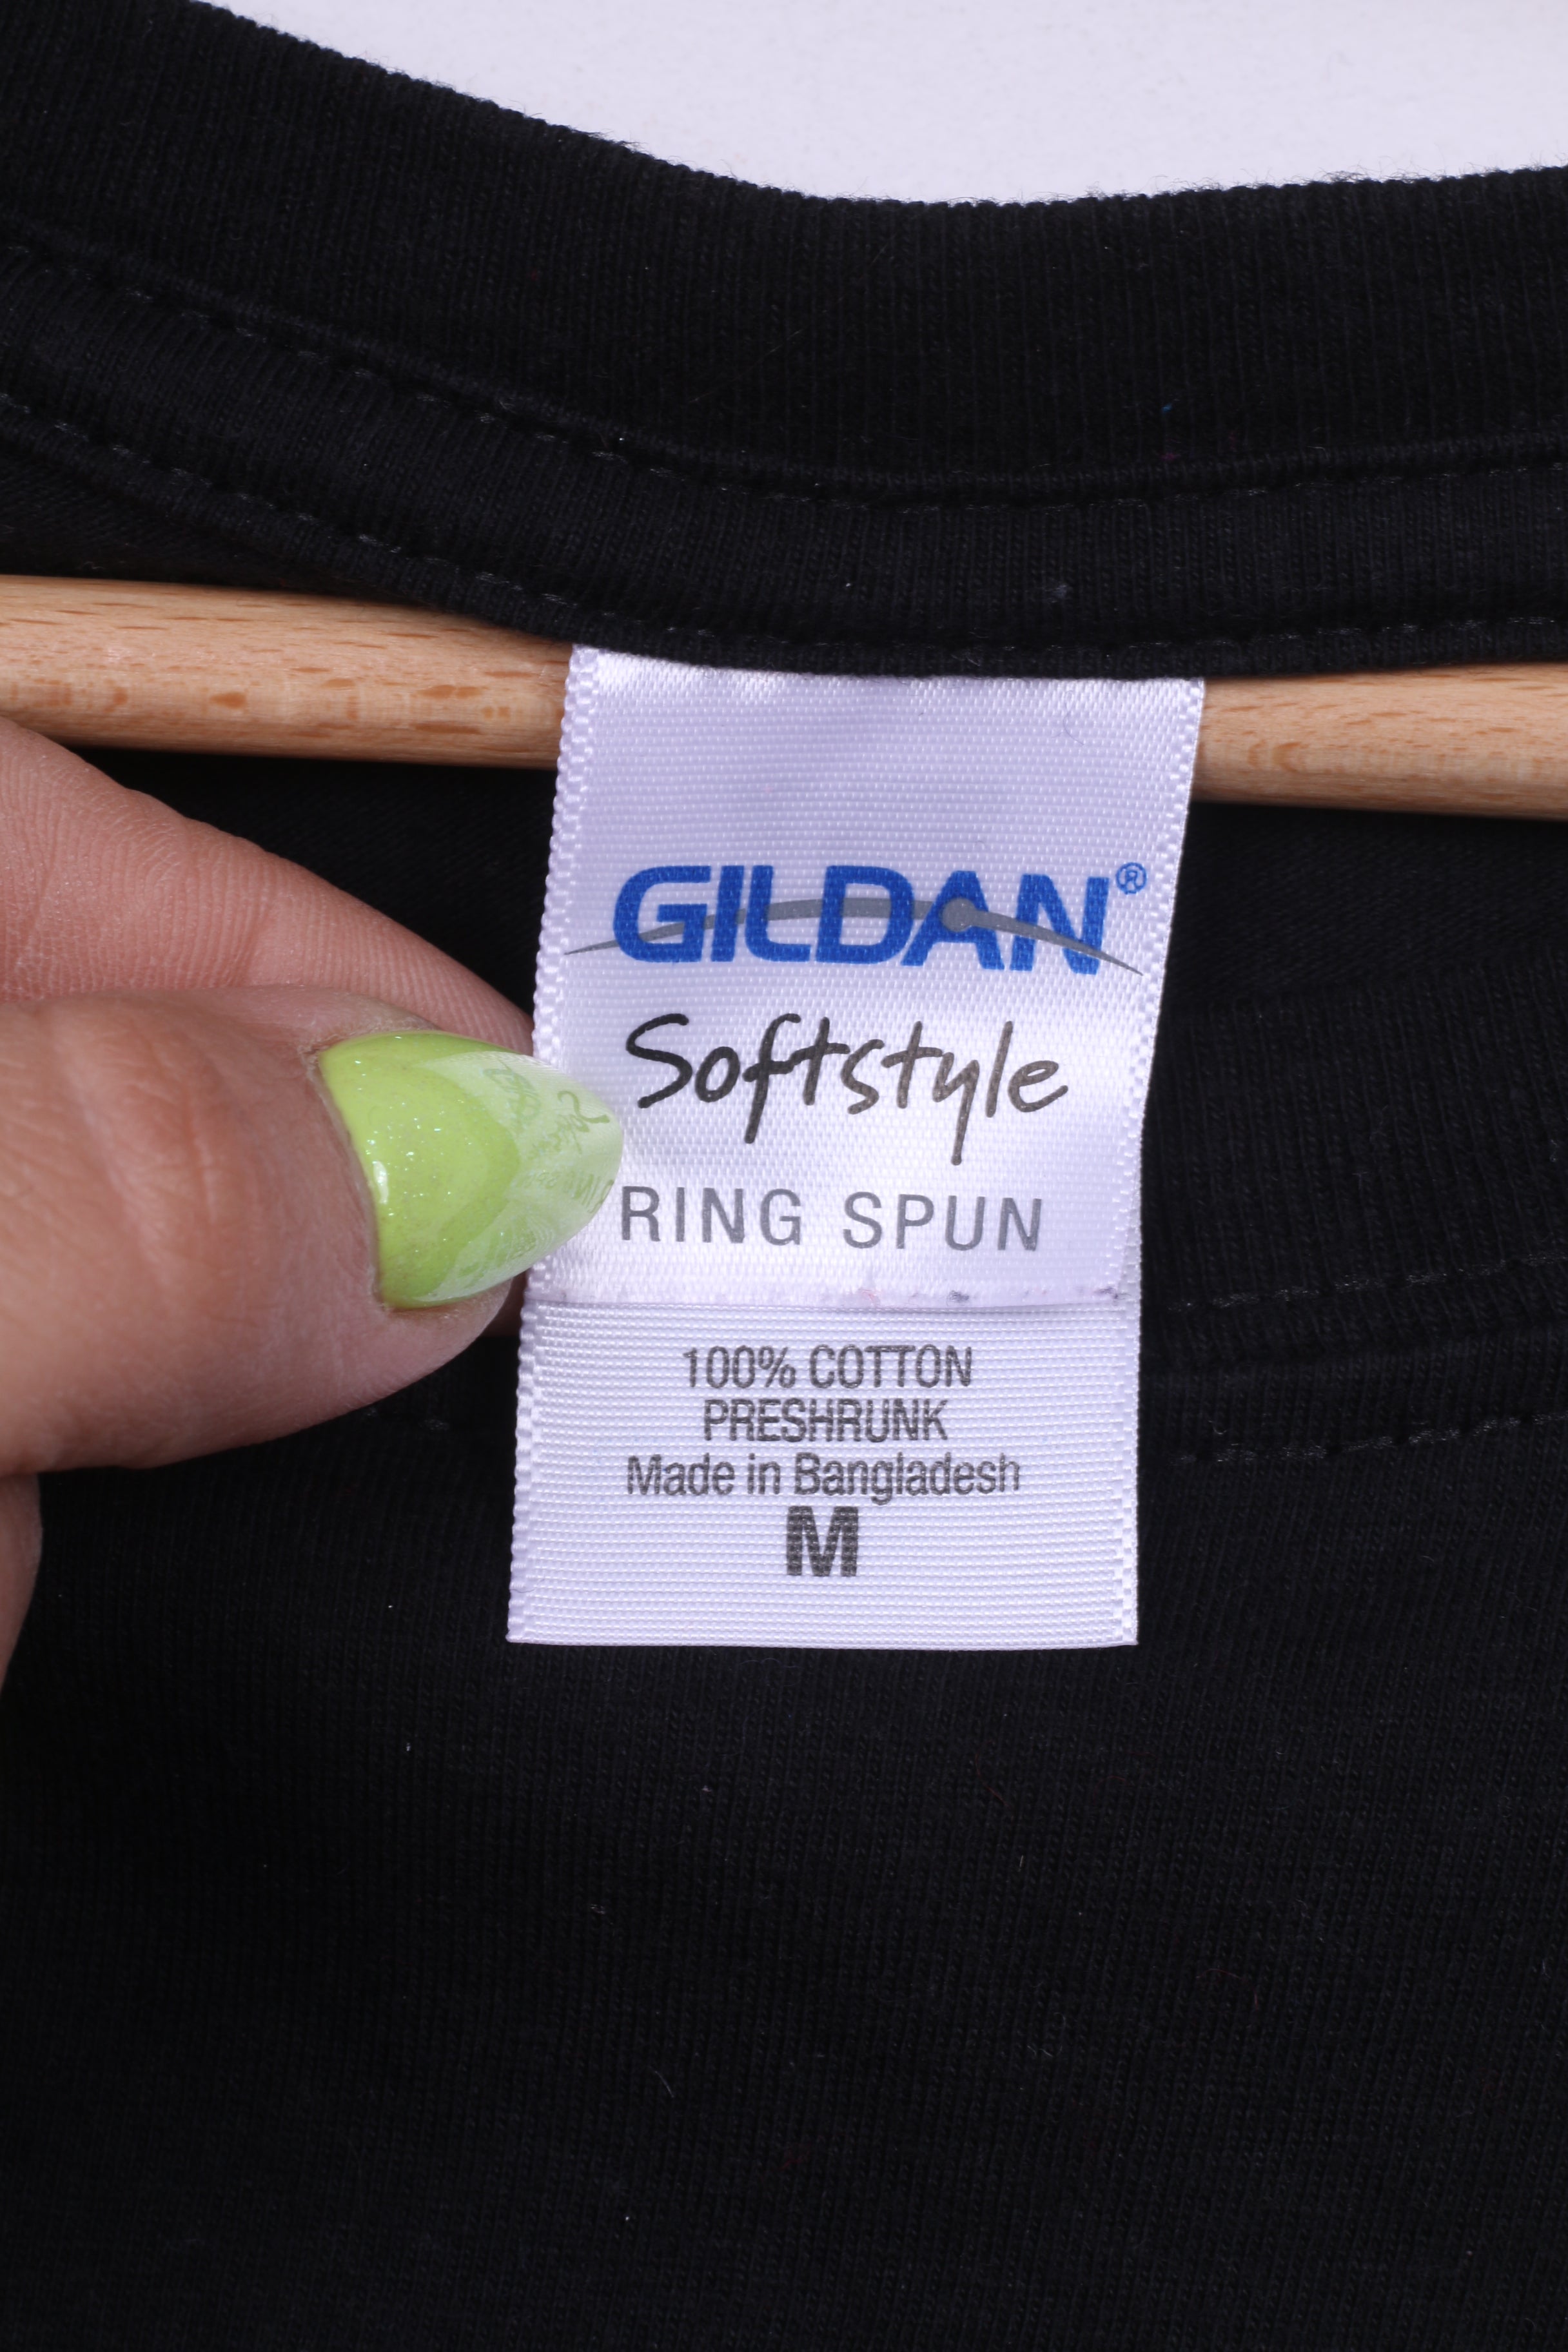 GILDAN®
Softstyle
RING SPUN
100% COTTON
PRESHRUNK
Made in Bangladesh
M